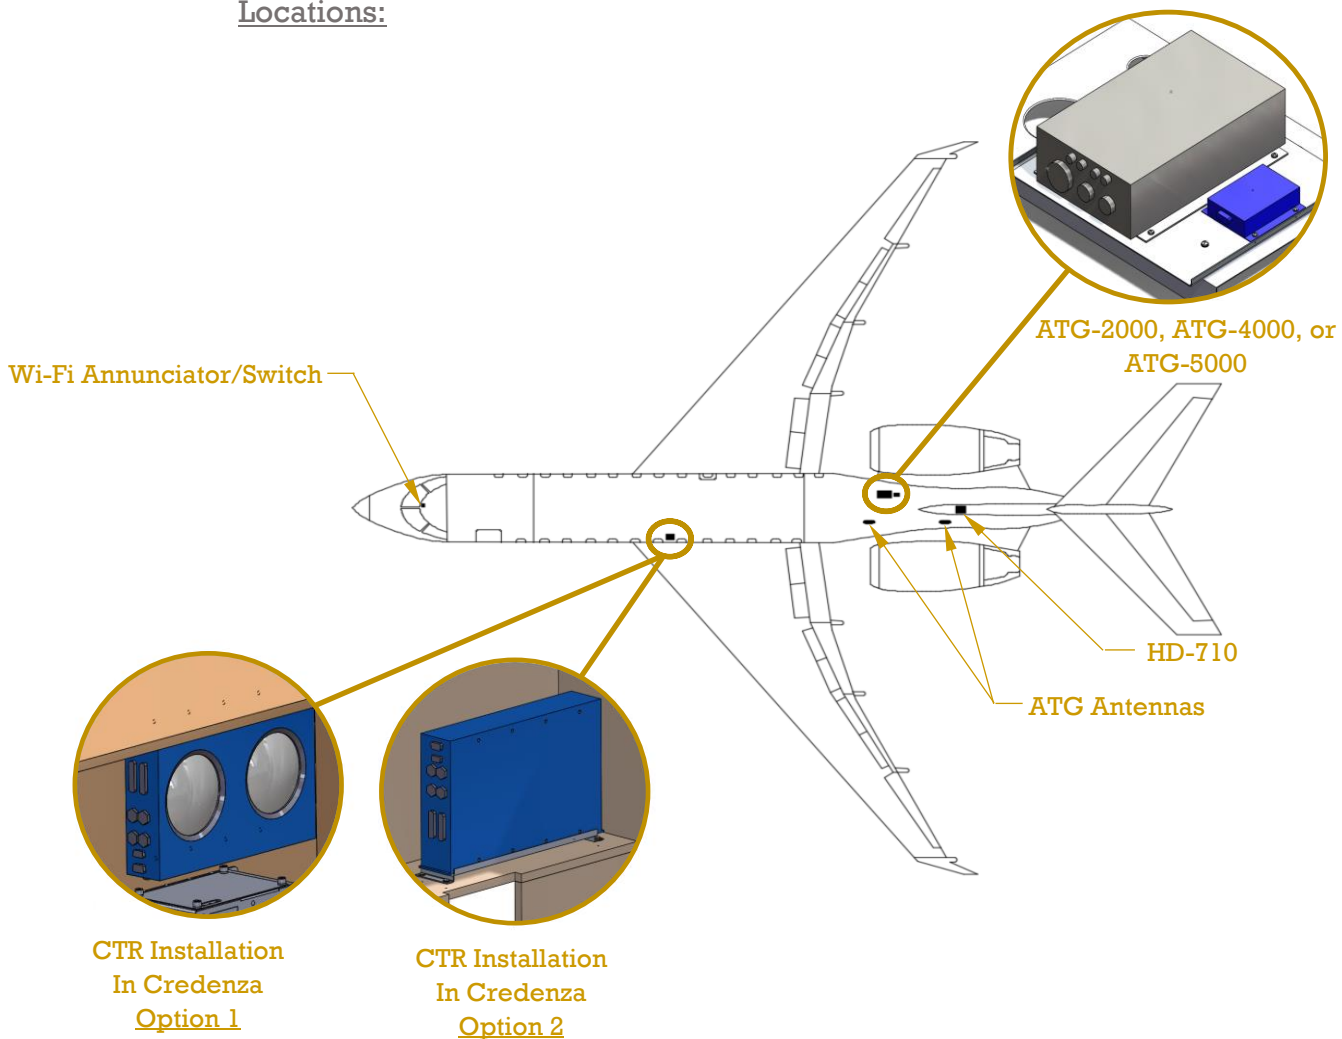 Locations:
ATG-2000, ATG-4000, or
ATG-5000
Wi-Fi Annunciator/Switch
HD-710
ATG Antennas
CTR Installation
In Credenza
Option 1
CTR Installation
In Credenza
Option 2